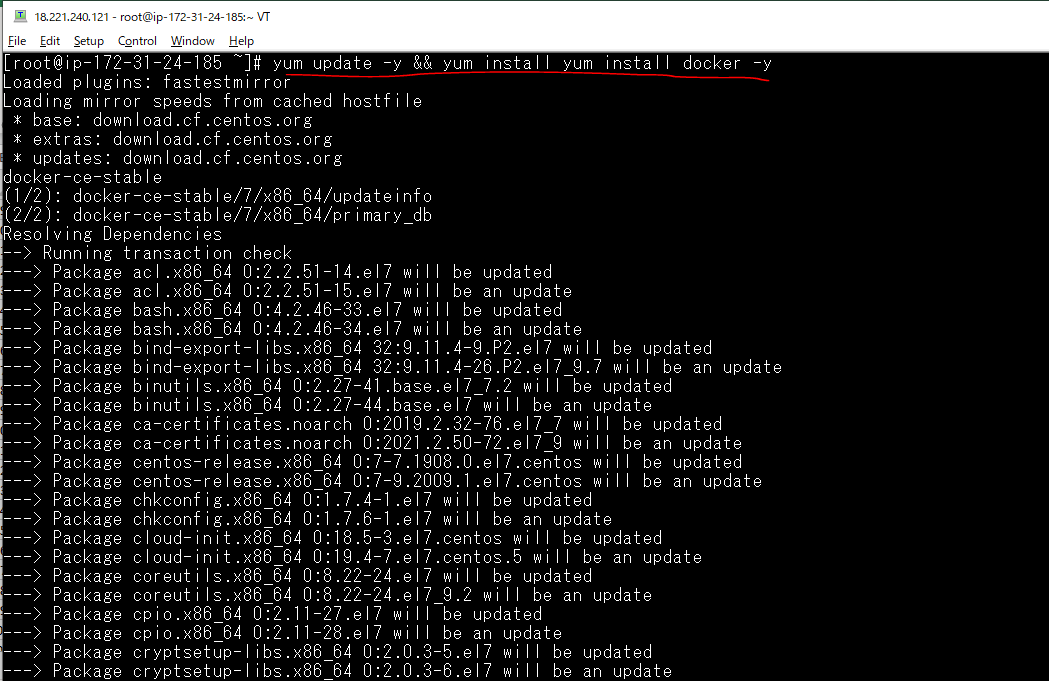 18.221.240.121 - root@ip-172-31-24-185:~ VT
File Edit Setup Control Window Help
[root@ip-172-31-24-185 ~]# yum update -y && yum install yum install docker -y
Loaded plugins: fastestmirror
Loading mirror speeds from cached hostfile
 * base: download.cf.centos.org
 * extras: download.cf.centos.org
 * updates: download.cf.centos.org
docker-ce-stable
(1/2): docker-ce-stable/7/x86_64/updateinfo
(2/2): docker-ce-stable/7/x86_64/primary_db
Resolving Dependencies
--> Running transaction check
---> Package acl.x86_64 0:2.2.51-14.el7 will be updated
---> Package acl.x86_64 0:2.2.51-15.el7 will be an update
---> Package bash.x86_64 0:4.2.46-33.el7 will be updated
---> Package bash.x86_64 0:4.2.46-34.el7 will be an update
---> Package bind-export-libs.x86_64 32:9.11.4-9.P2.el7 will be updated
---> Package bind-export-libs.x86_64 32:9.11.4-26.P2.el7_9.7 will be an update
---> Package binutils.x86_64 0:2.27-41.base.el7_7.2 will be updated
---> Package binutils.x86_64 0:2.27-44.base.el7 will be an update
---> Package ca-certificates.noarch 0:2019.2.32-76.el7_7 will be updated
---> Package ca-certificates.noarch 0:2021.2.50-72.el7_9 will be an update
---> Package centos-release.x86_64 0:7-7.1908.0.el7.centos will be updated
---> Package centos-release.x86_64 0:7-9.2009.1.el7.centos will be an update
---> Package chkconfig.x86_64 0:1.7.4-1.el7 will be updated
---> Package chkconfig.x86_64 0:1.7.6-1.el7 will be an update
---> Package cloud-init.x86_64 0:18.5-3.el7.centos will be updated
---> Package cloud-init.x86_64 0:19.4-7.el7.centos.5 will be an update
---> Package coreutils.x86_64 0:8.22-24.el7 will be updated
---> Package coreutils.x86_64 0:8.22-24.el7_9.2 will be an update
---> Package cpio.x86_64 0:2.11-27.el7 will be updated
---> Package cpio.x86_64 0:2.11-28.el7 will be an update
---> Package cryptsetup-libs.x86_64 0:2.0.3-5.el7 will be updated
---> Package cryptsetup-libs.x86_64 0:2.0.3-6.el7 will be an update